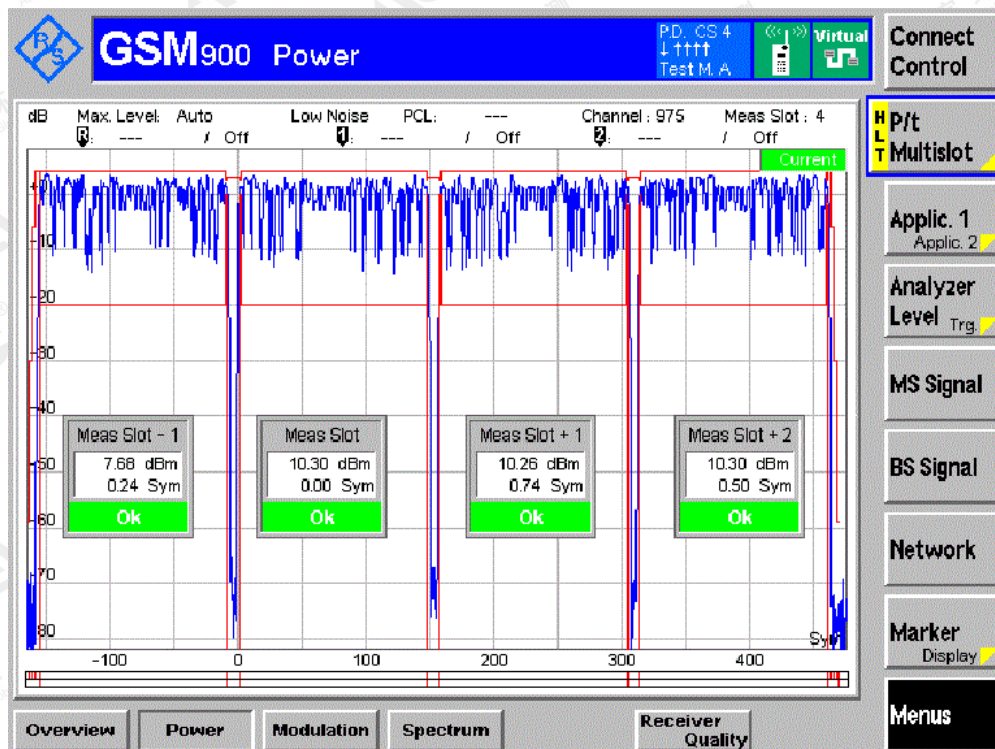 R/S
GSM900 Power
P.D. CS 4
↓ ↑↑↑↑
Test M. A
Virtual
Connect
Control
dB Max. Level: Auto Low Noise PCL: --- Channel : 975 Meas Slot : 4
R: --- / Off 1: --- / Off 2: --- / Off
Current
HLT
P/t
Multislot
Applic. 1
Applic. 2
Analyzer
Level Trg.
MS Signal
BS Signal
Network
Marker
Display
Menus
-10
-20
-30
-40
-50
-60
-70
-80
Meas Slot - 1
7.68 dBm
0.24 Sym
Ok
Meas Slot
10.30 dBm
0.00 Sym
Ok
Meas Slot + 1
10.26 dBm
0.74 Sym
Ok
Meas Slot + 2
10.30 dBm
0.50 Sym
Ok
-100 0 100 200 300 400
Overview Power Modulation Spectrum Receiver Quality